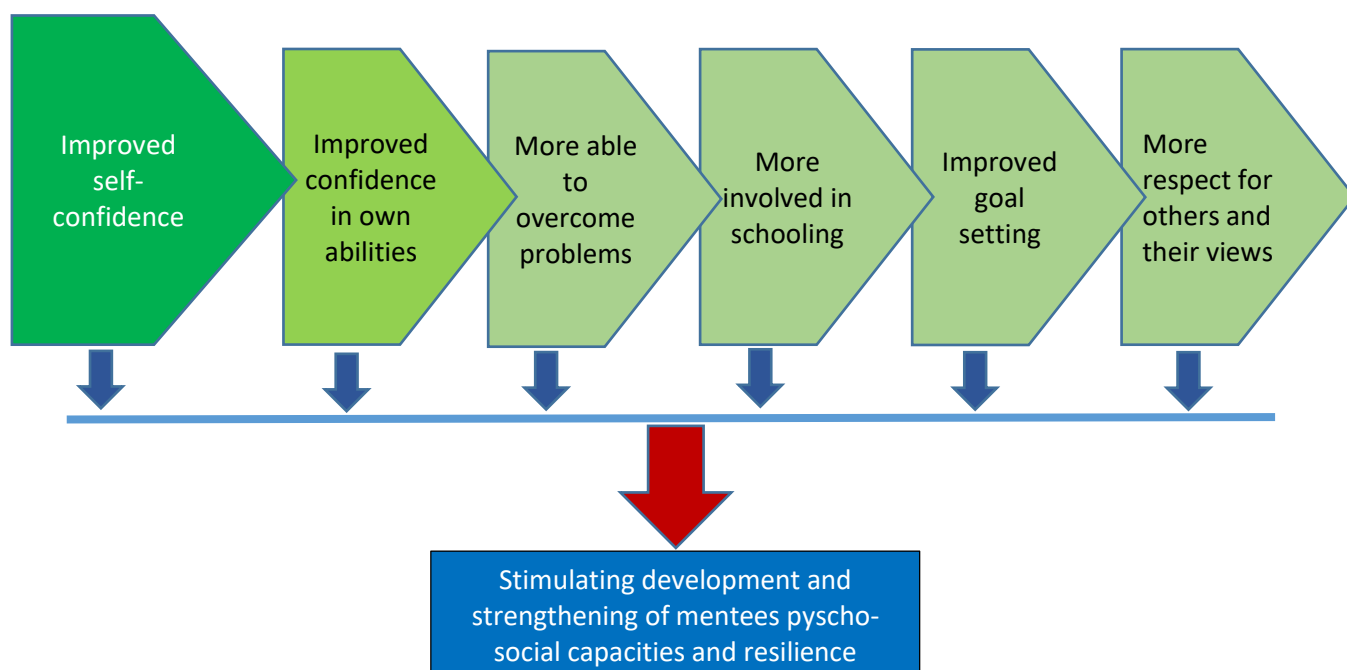 Improved
self-
confidence
Improved
confidence
in own
abilities
More able
to
overcome
problems
More
involved in
schooling
Improved
goal
setting
More
respect for
others and
their views
Stimulating development and
strengthening of mentees pyscho-
social capacities and resilience